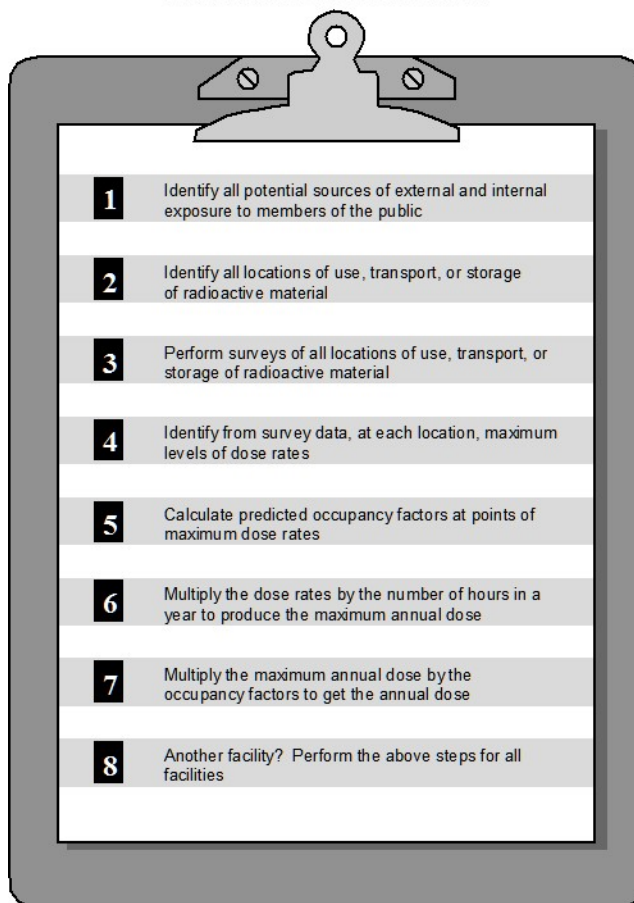 1
Identify all potential sources of external and internal
exposure to members of the public
2
Identify all locations of use, transport, or storage
of radioactive material
3
Perform surveys of all locations of use, transport, or
storage of radioactive material
4
Identify from survey data, at each location, maximum
levels of dose rates
5
Calculate predicted occupancy factors at points of
maximum dose rates
6
Multiply the dose rates by the number of hours in a
year to produce the maximum annual dose
7
Multiply the maximum annual dose by the
occupancy factors to get the annual dose
8
Another facility? Perform the above steps for all
facilities